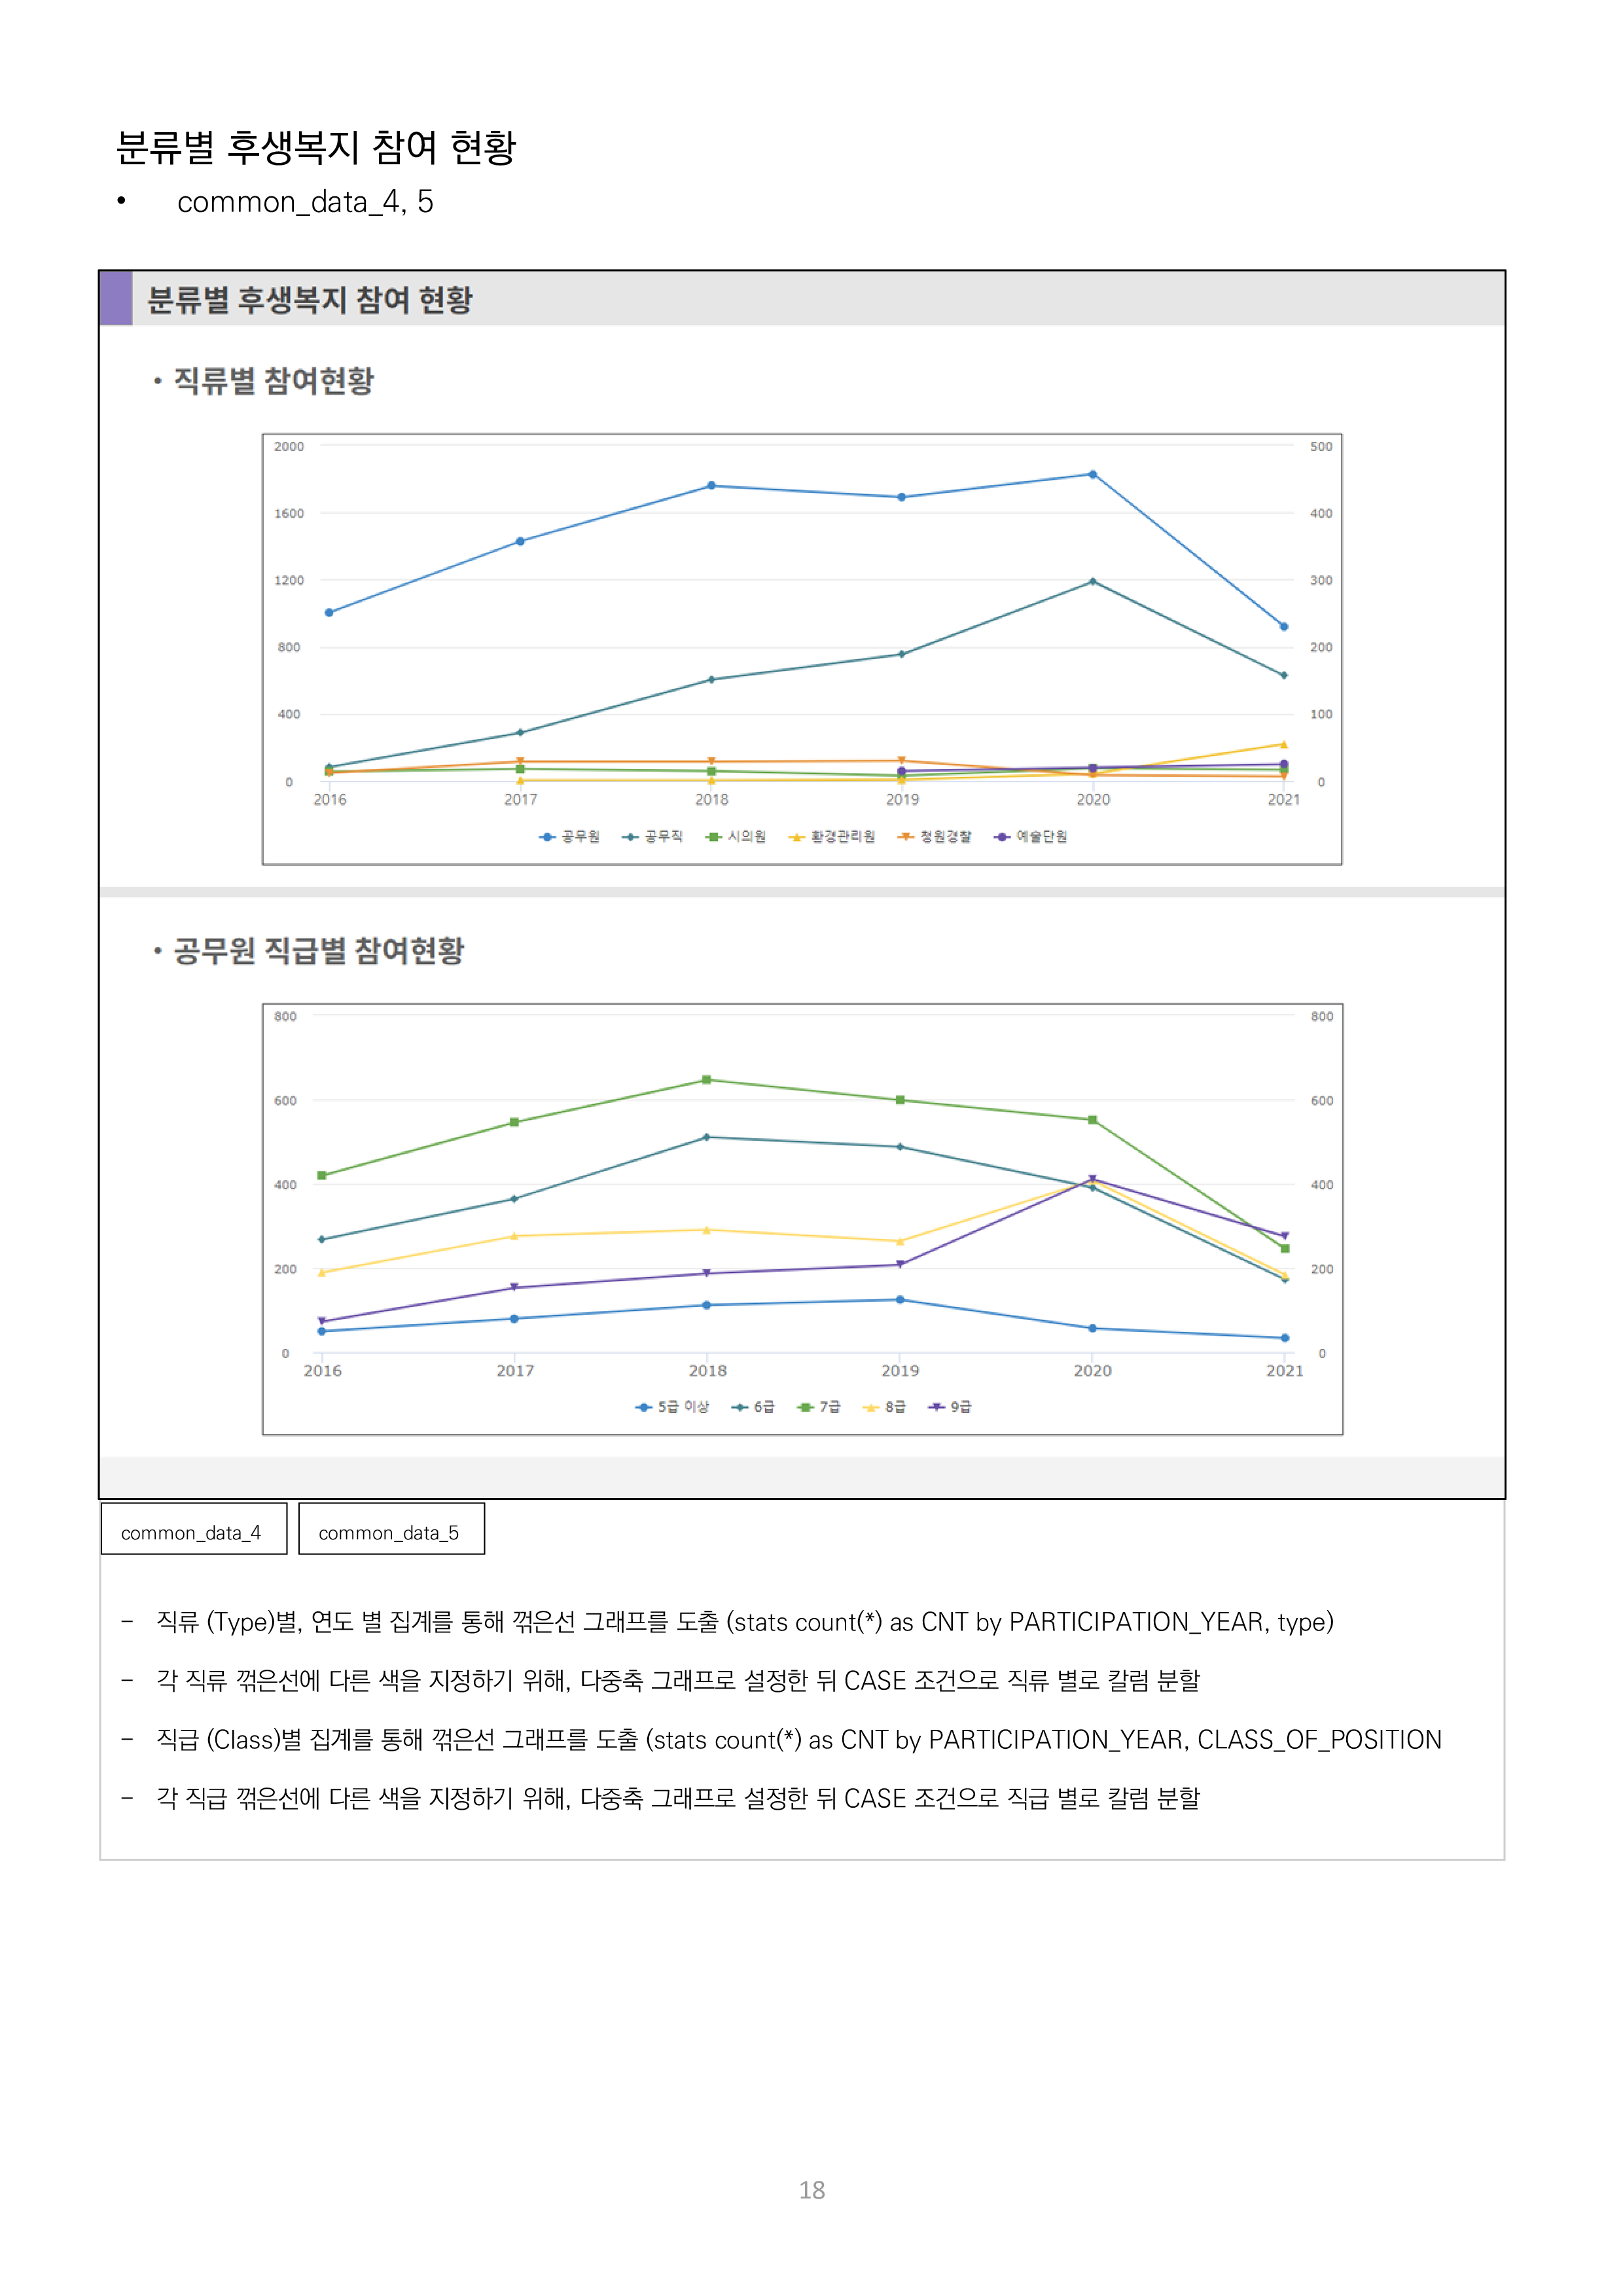 분류별 후생복지 참여 현황
• common_data_4, 5
분류별 후생복지 참여 현황
• 직류별 참여현황
2000 500
1600 400
1200 300
800 200
400 100
0 0
2016 2017 2018 2019 2020 2021
공무원 공무직 시의원 환경관리원 청원경찰 예술단원
• 공무원 직급별 참여현황
800 800
600 600
400 400
200 200
0 0
2016 2017 2018 2019 2020 2021
5급 이상 6급 7급 8급 9급
common_data_4 common_data_5
- 직류 (Type)별, 연도 별 집계를 통해 꺾은선 그래프를 도출 (stats count(*) as CNT by PARTICIPATION_YEAR, type)
- 각 직류 꺾은선에 다른 색을 지정하기 위해, 다중축 그래프로 설정한 뒤 CASE 조건으로 직류 별로 칼럼 분할
- 직급 (Class)별 집계를 통해 꺾은선 그래프를 도출 (stats count(*) as CNT by PARTICIPATION_YEAR, CLASS_OF_POSITION
- 각 직급 꺾은선에 다른 색을 지정하기 위해, 다중축 그래프로 설정한 뒤 CASE 조건으로 직급 별로 칼럼 분할
18